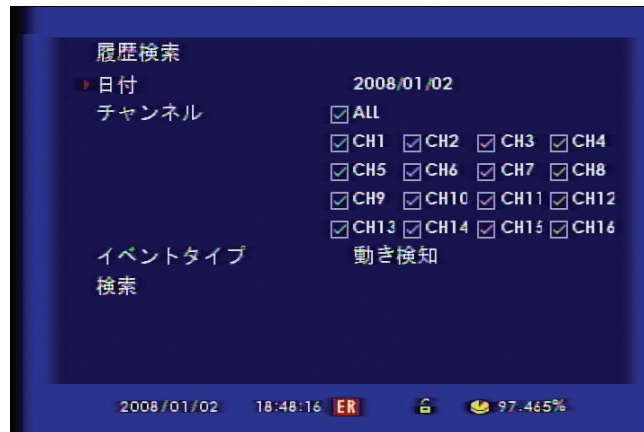 履歴検索
日付 2008/01/02
チャンネル ALL
CH1 CH2 CH3 CH4
CH5 CH6 CH7 CH8
CH9 CH10 CH11 CH12
CH13 CH14 CH15 CH16
イベントタイプ 動き検知
検索
2008/01/02 18:48:16 ER 97.465%